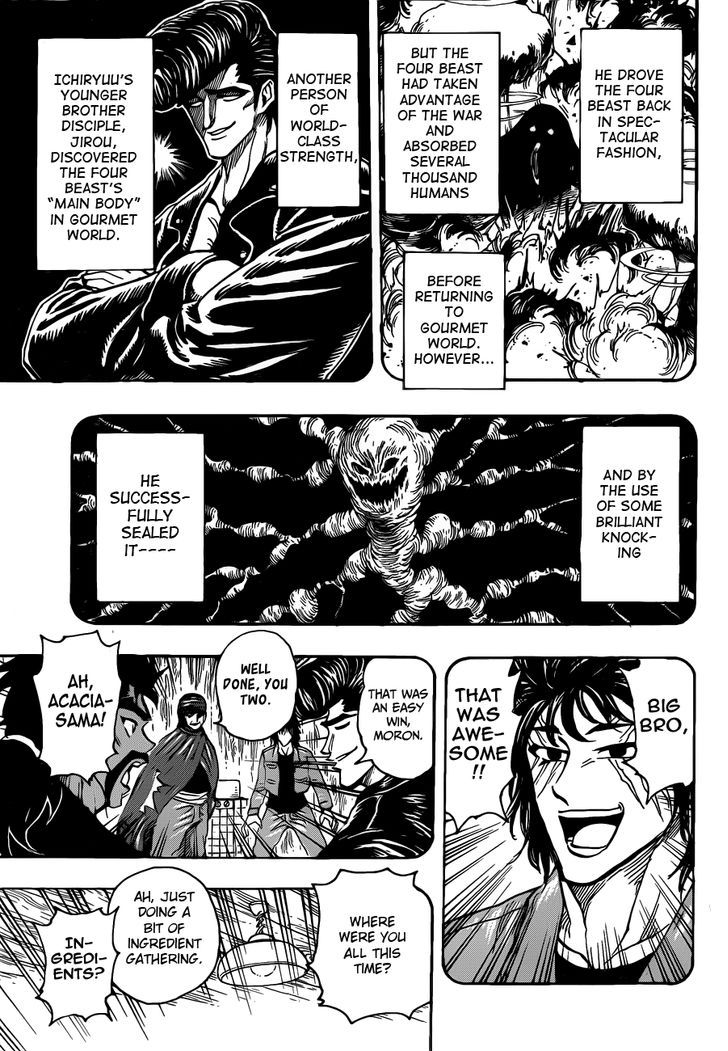 HE DROVE THE
FOUR BEAST BACK
IN SPEC-
TACULAR
FASHION,
BUT THE
FOUR BEAST
HAD TAKEN
ADVANTAGE
OF THE WAR
AND
ABSORBED
SEVERAL
THOUSAND
HUMANS
BEFORE
RETURNING
TO
GOURMET
WORLD.
HOWEVER...
ANOTHER
PERSON
OF
WORLD-
CLASS
STRENGTH,
ICHIRYUU'S
YOUNGER
BROTHER
DISCIPLE,
JIROU,
DISCOVERED
THE FOUR
BEAST'S
"MAIN BODY"
IN GOURMET
WORLD.
AND BY
THE USE
OF SOME
BRILLIANT
KNOCK-
ING
HE
SUCCESS-
FULLY
SEALED
IT----
BIG
BRO,
THAT
WAS
AWE-
SOME
!!
THAT WAS
AN EASY
WIN,
MORON.
WELL
DONE, YOU
TWO.
AH,
ACACIA-
SAMA!
WHERE
WERE YOU
ALL THIS
TIME?
AH, JUST
DOING A
BIT OF
INGREDIENT
GATHERING.
IN-
GREDI-
ENTS?